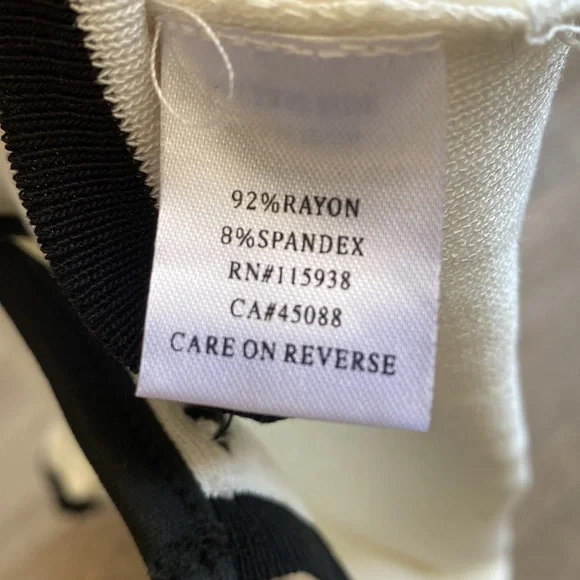 92%RAYON
8%SPANDEX
RN#115938
CA#45088
CARE ON REVERSE